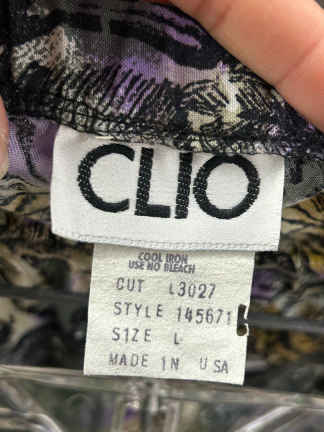 CLIO
COOL IRON
USE NO BLEACH
CUT L3027
STYLE 145671
SIZE L
MADE IN USA